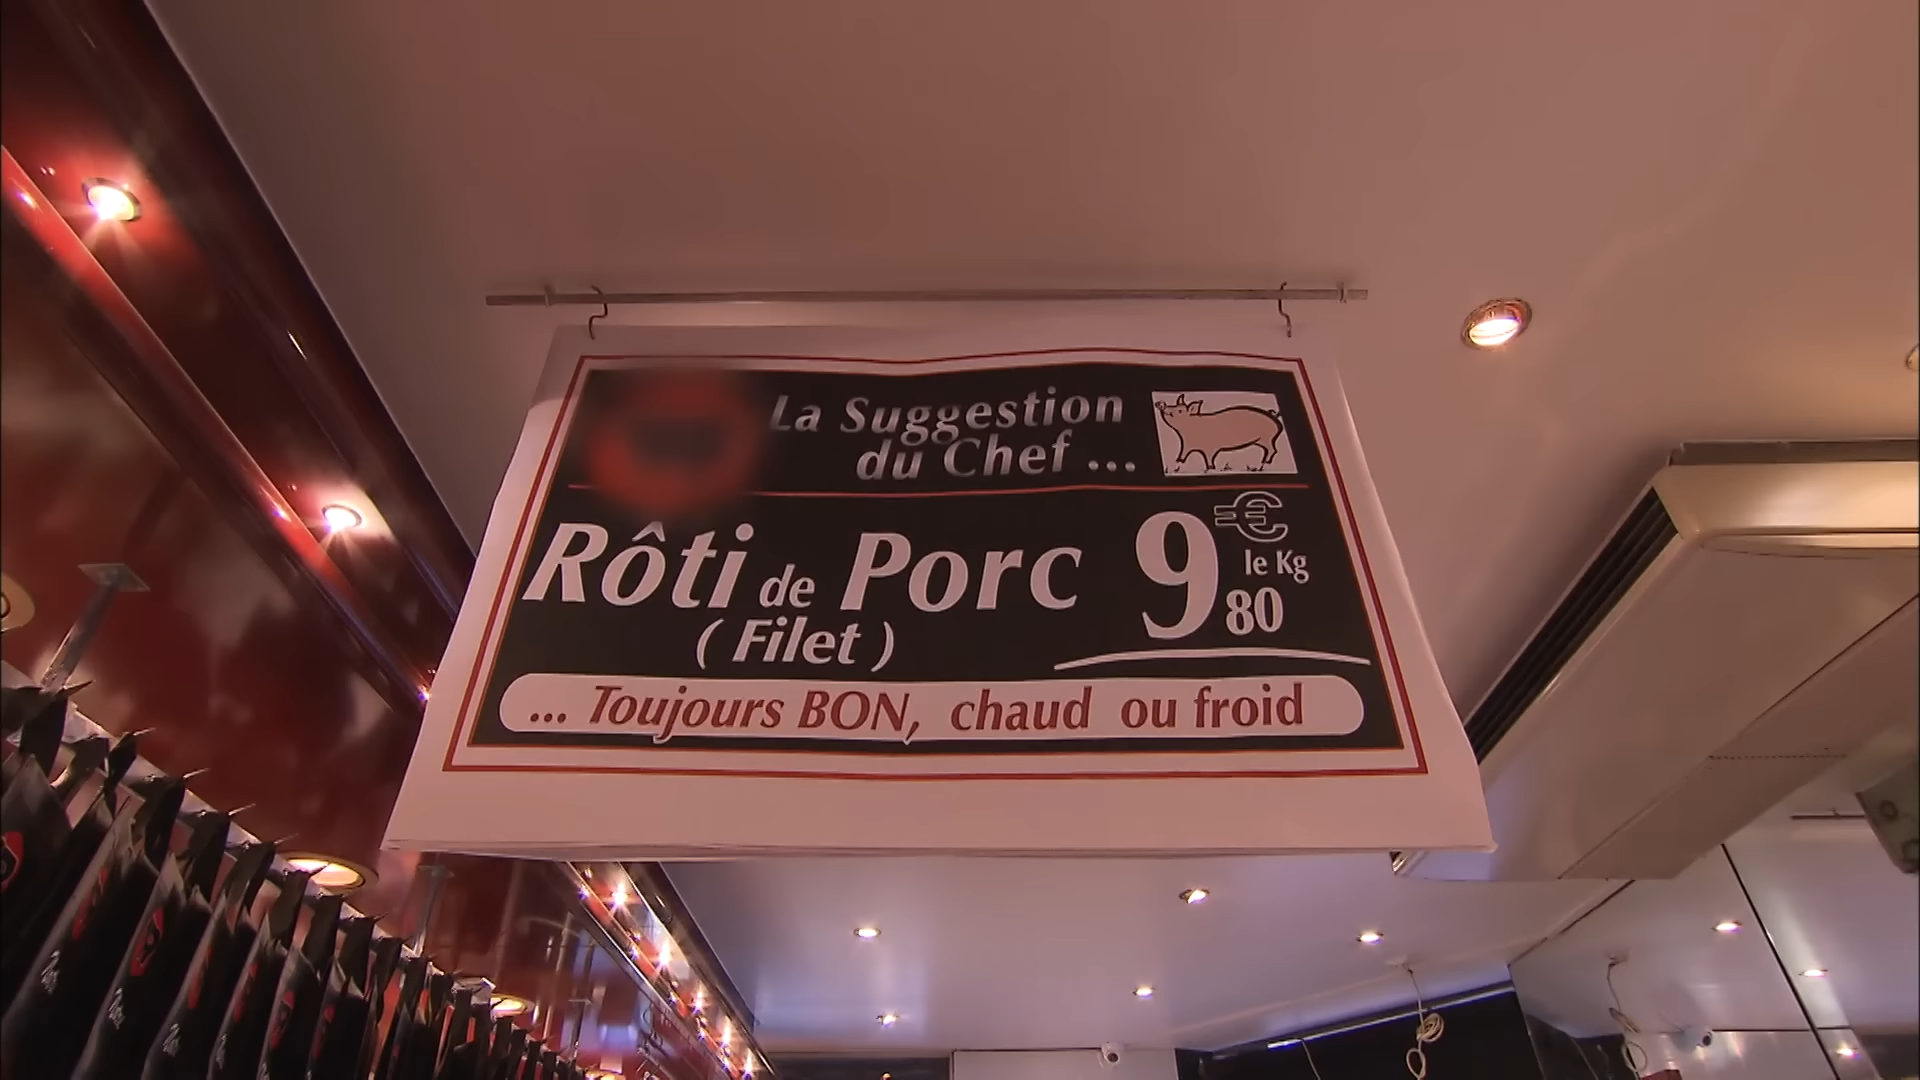 La Suggestion
du Chef ...
Rôti de Porc 9 €
le Kg
80
( Filet )
... Toujours BON, chaud ou froid